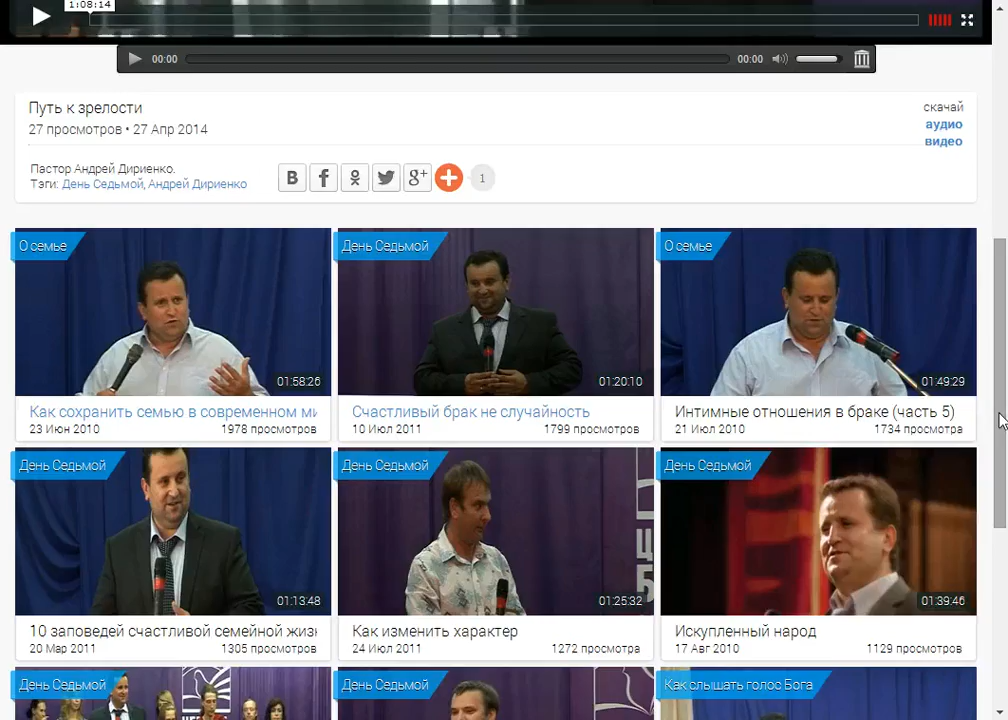 1:08:14
00:00 00:00
Путь к зрелости
27 просмотров • 27 Апр 2014
скачай
аудио
видео
Пастор Андрей Дириенко.
Тэги: День Седьмой, Андрей Дириенко
B f g+ 1
О семье
01:58:26
Как сохранить семью в современном ми
23 Июн 2010 1978 просмотров
День Седьмой
01:20:10
Счастливый брак не случайность
10 Июл 2011 1799 просмотров
О семье
01:49:29
Интимные отношения в браке (часть 5)
21 Июл 2010 1734 просмотра
День Седьмой
01:13:48
10 заповедей счастливой семейной жиз
20 Мар 2011 1305 просмотров
День Седьмой
01:25:32
Как изменить характер
24 Июл 2011 1272 просмотра
День Седьмой
01:39:46
Искупленный народ
17 Авг 2010 1129 просмотров
День Седьмой
День Седьмой
Как слышать голос Бога